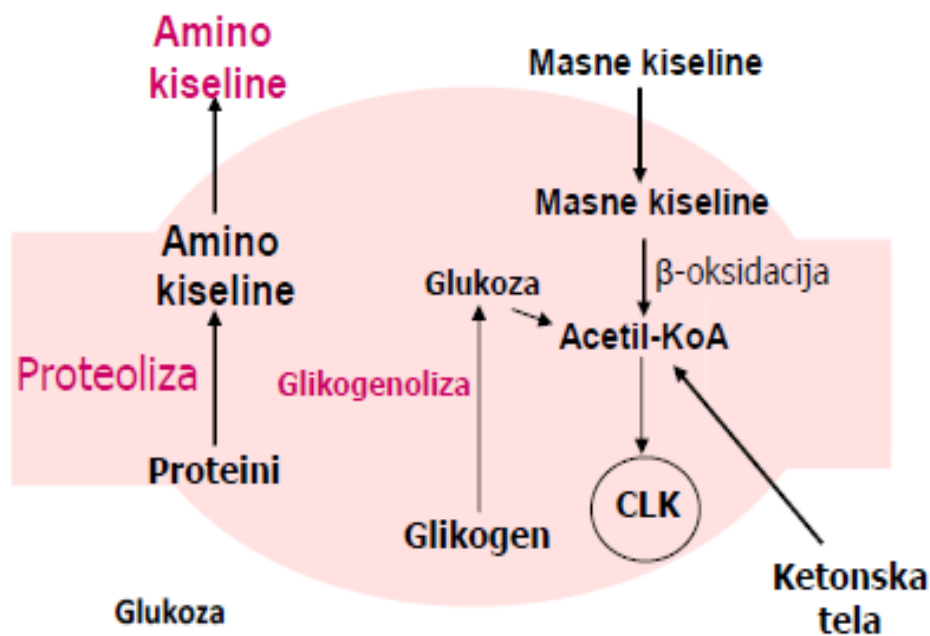 Amino
kiseline
Masne kiseline
Masne kiseline
Amino
kiseline
β-oksidacija
Glukoza
Acetil-KoA
Proteoliza
Glikogenoliza
Proteini
CLK
Glikogen
Ketonska
tela
Glukoza